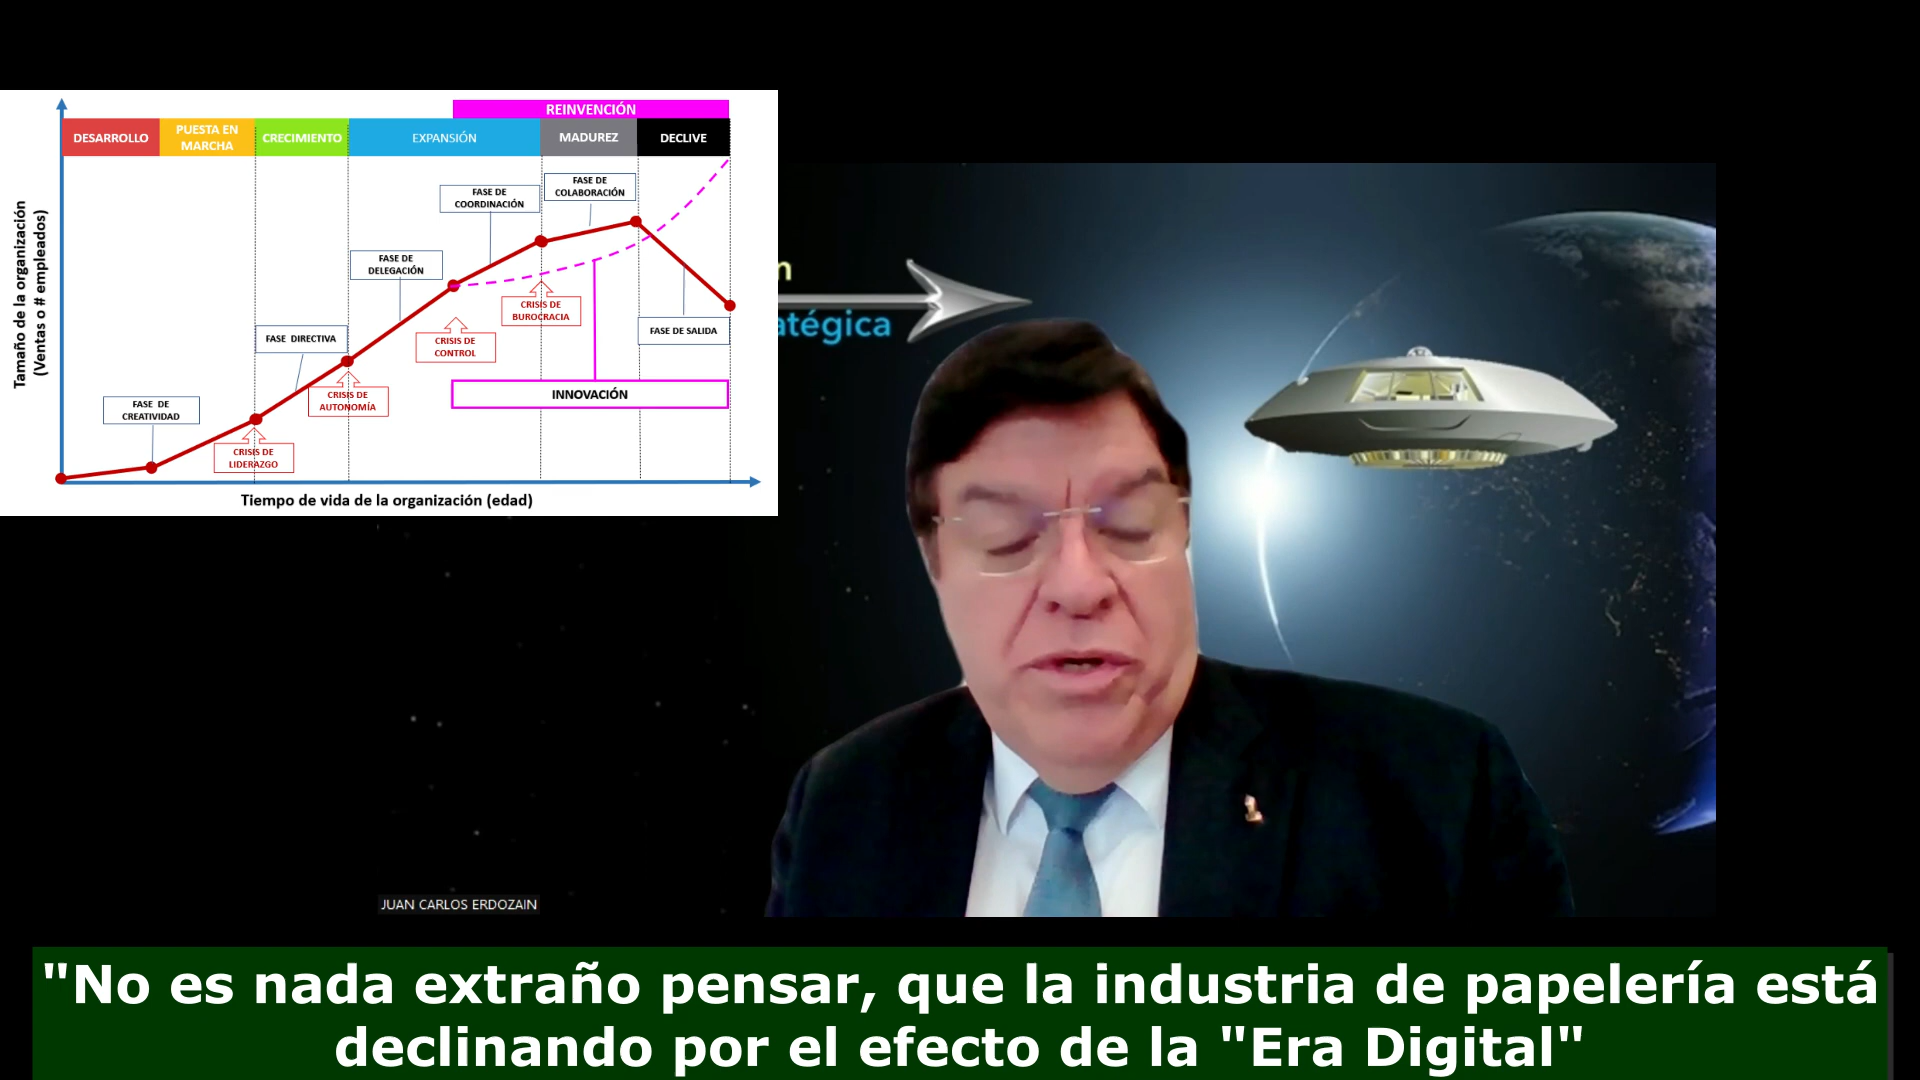 REINVENCIÓN
DESARROLLO
PUESTA EN
MARCHA
CRECIMIENTO
EXPANSIÓN
MADUREZ
DECLIVE
FASE DE
COLABORACIÓN
FASE DE
COORDINACIÓN
FASE DE
DELEGACIÓN
CRISIS DE
BUROCRACIA
FASE DE SALIDA
FASE DIRECTIVA
CRISIS DE
CONTROL
INNOVACIÓN
CRISIS DE
AUTONOMÍA
FASE DE
CREATIVIDAD
CRISIS DE
LIDERAZGO
Tamaño de la organización
(Ventas o # empleados)
Tiempo de vida de la organización (edad)
n
atégica
JUAN CARLOS ERDOZAIN
"No es nada extraño pensar, que la industria de papelería está
declinando por el efecto de la "Era Digital"